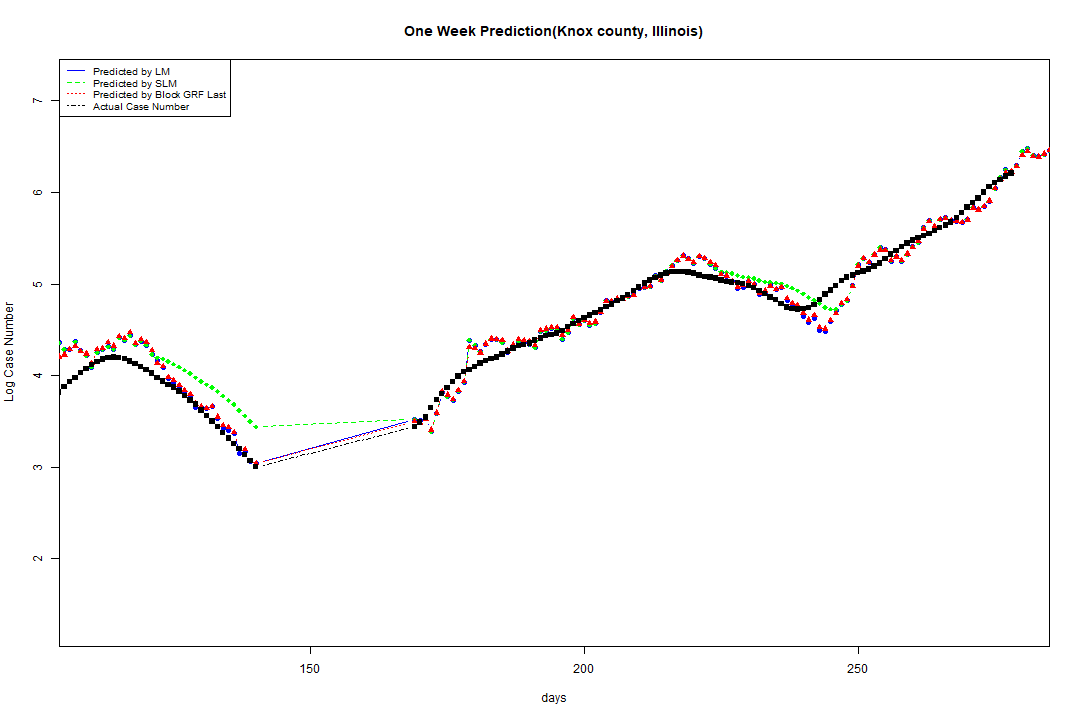 One Week Prediction(Knox county, Illinois)
Predicted by LM
Predicted by SLM
Predicted by Block GRF Last
Actual Case Number
7
6
5
4
3
2
Log Case Number
150 200 250
days